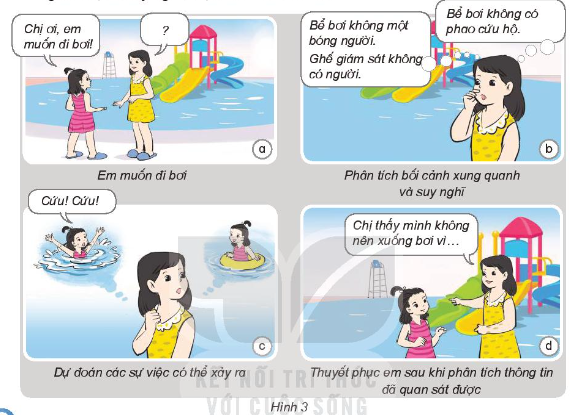 Chị ơi, em
muốn đi bơi!
?
a
Em muốn đi bơi
Bể bơi không một
bóng người.
Ghế giám sát không
có người.
Bể bơi không có
phao cứu hộ.
b
Phân tích bối cảnh xung quanh
và suy nghĩ
Cứu! Cứu!
c
Dự đoán các sự việc có thể xảy ra
Chị thấy mình không
nên xuống bơi vì...
d
Thuyết phục em sau khi phân tích thông tin
đã quan sát được
KẾT NỐI TRI THỨC
VỚI CUỘC SỐNG
Hình 3